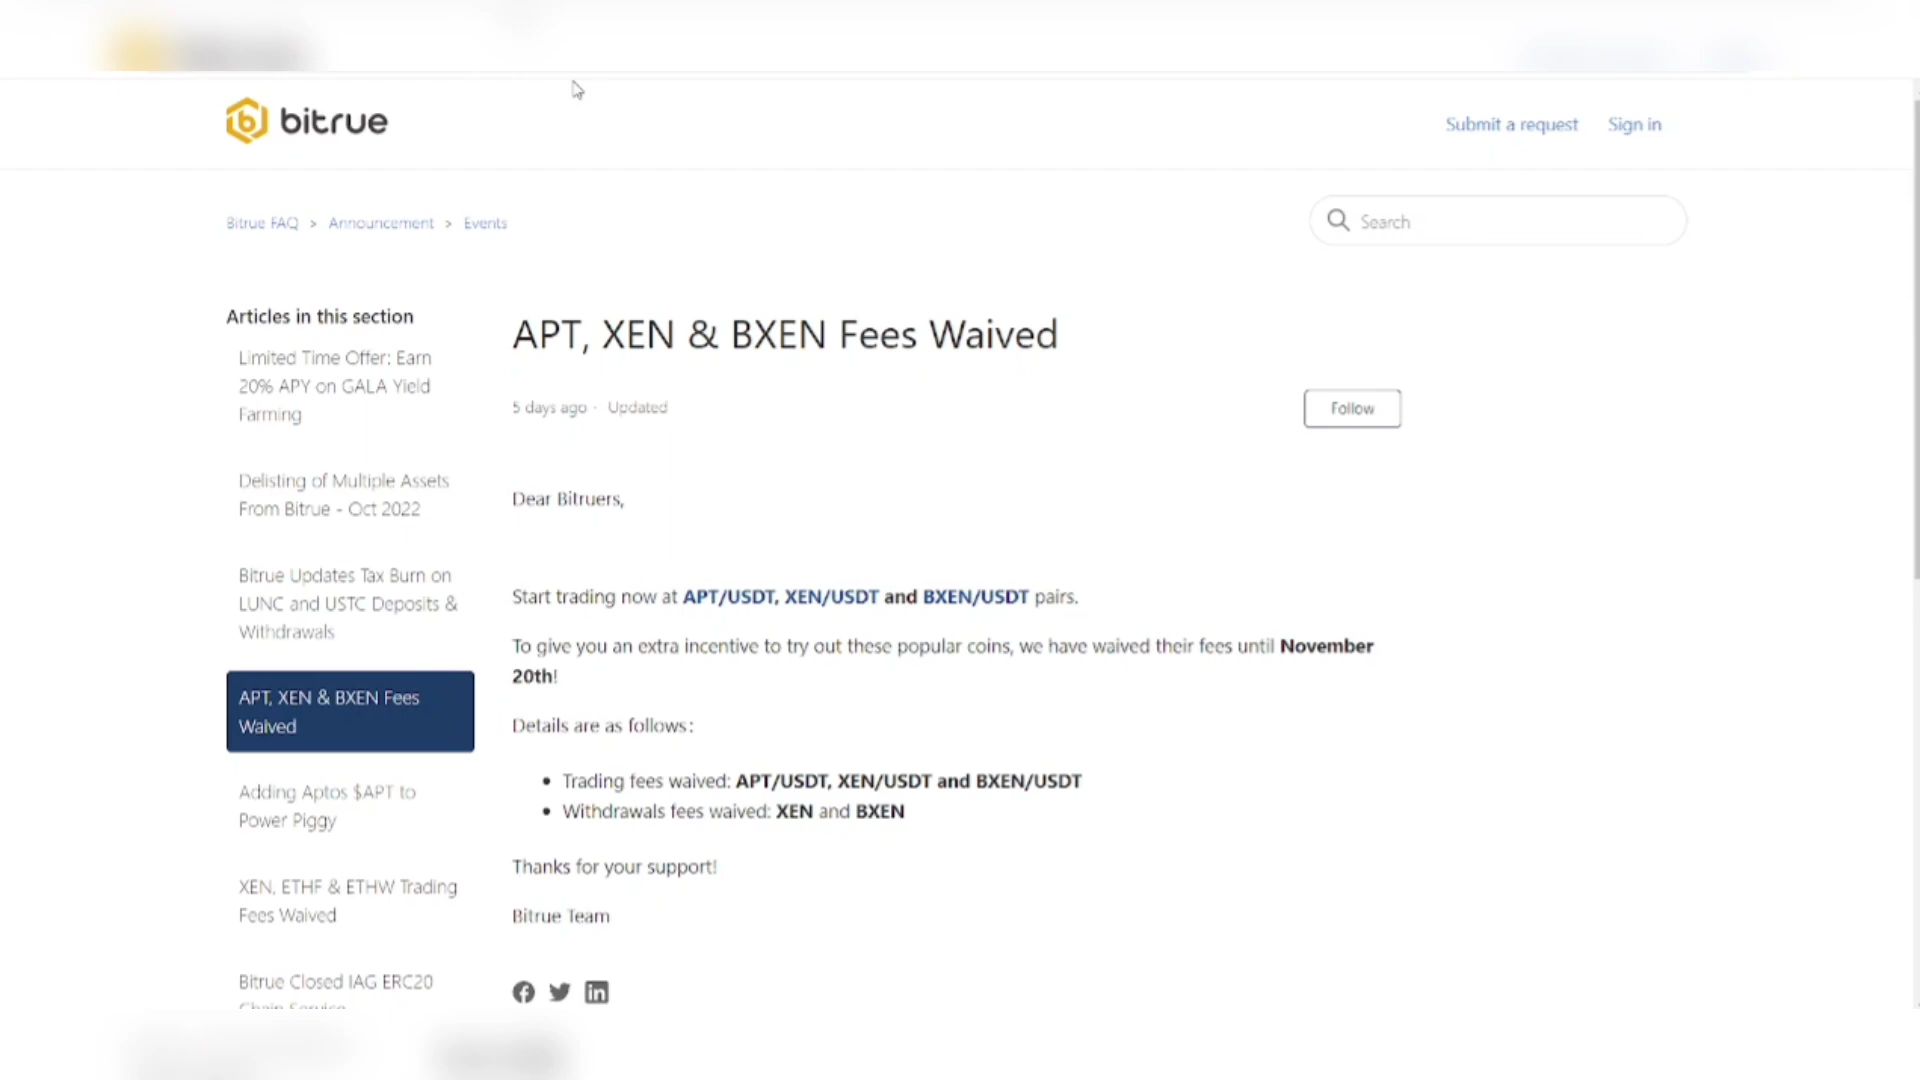 bitrue
Submit a request Sign in
Bitrue FAQ > Announcement > Events
Search
Articles in this section
Limited Time Offer: Earn
20% APY on GALA Yield
Farming
Delisting of Multiple Assets
From Bitrue - Oct 2022
Bitrue Updates Tax Burn on
LUNC and USTC Deposits &
Withdrawals
APT, XEN & BXEN Fees
Waived
Adding Aptos $APT to
Power Piggy
XEN, ETHF & ETHW Trading
Fees Waived
Bitrue Closed IAG ERC20
Chain Service
APT, XEN & BXEN Fees Waived
5 days ago · Updated
Follow
Dear Bitruers,
Start trading now at APT/USDT, XEN/USDT and BXEN/USDT pairs.
To give you an extra incentive to try out these popular coins, we have waived their fees until November
20th!
Details are as follows:
• Trading fees waived: APT/USDT, XEN/USDT and BXEN/USDT
• Withdrawals fees waived: XEN and BXEN
Thanks for your support!
Bitrue Team